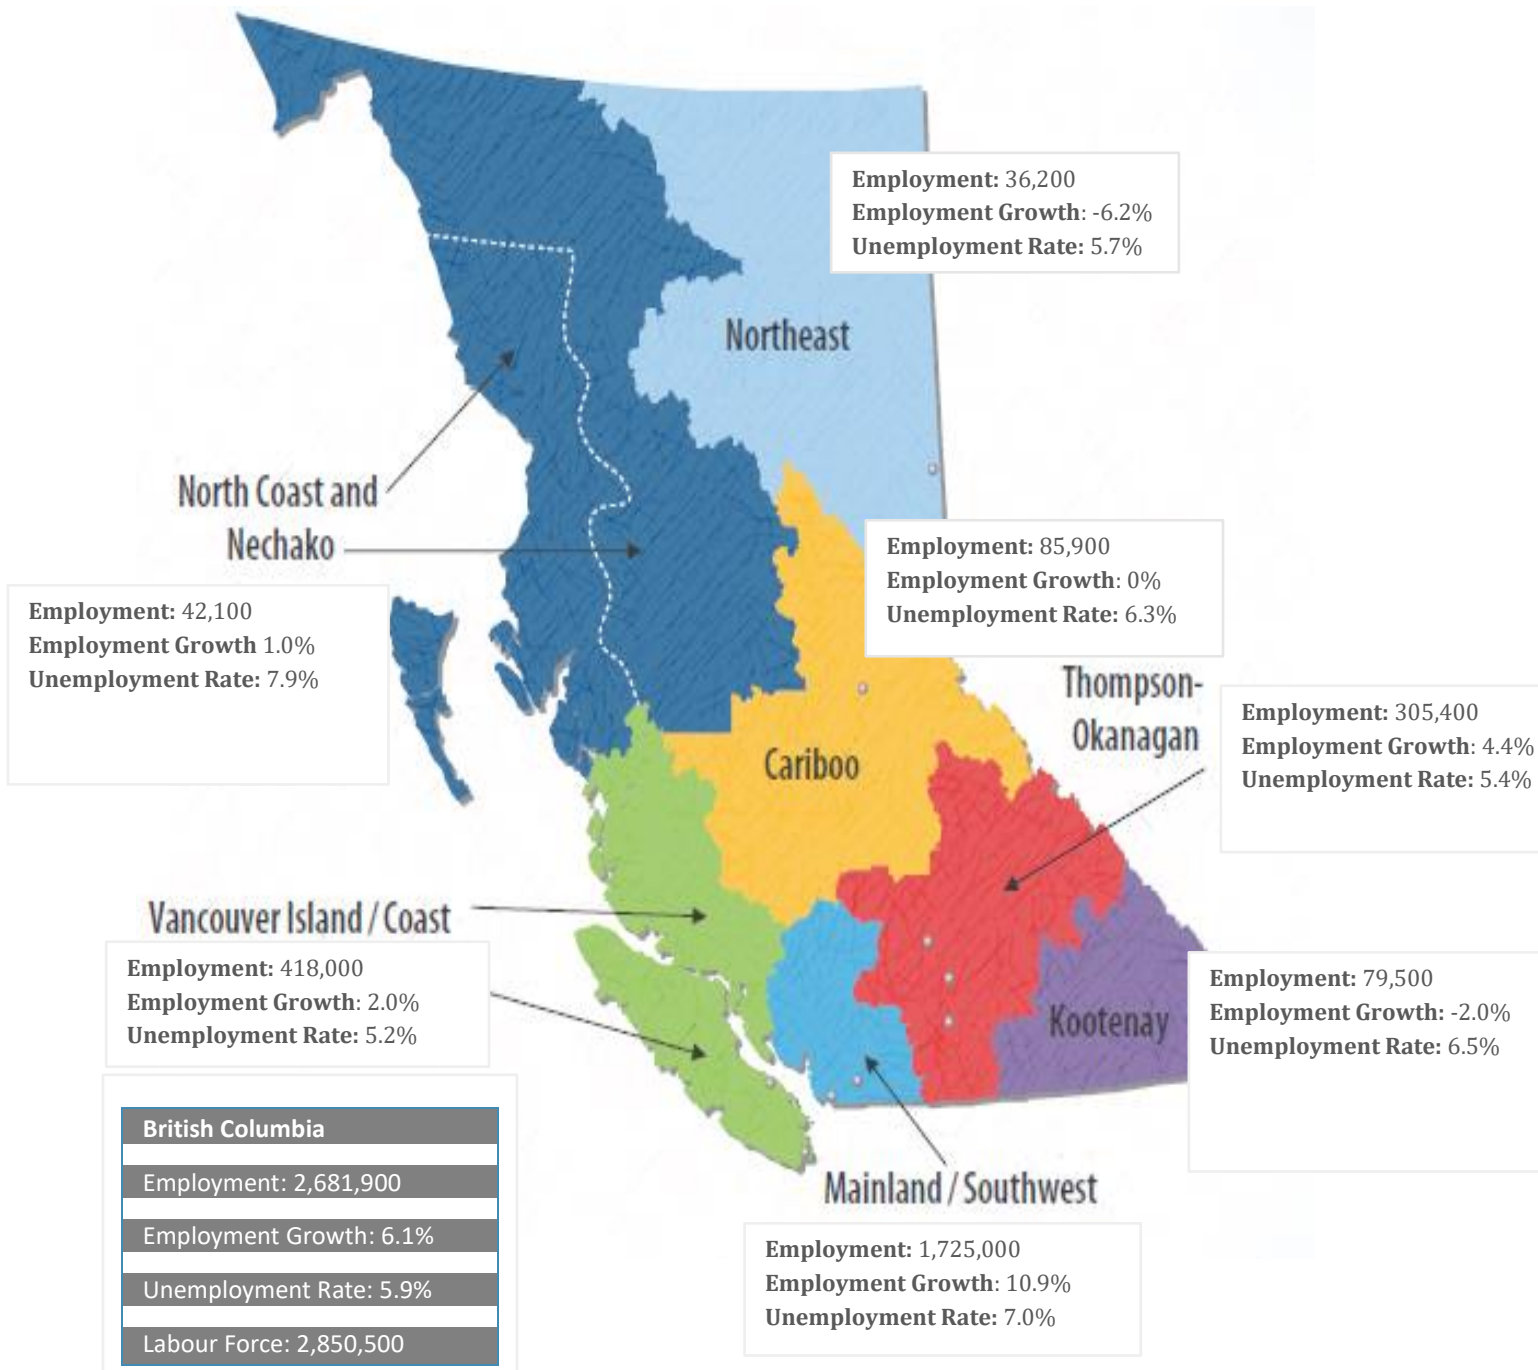 Employment: 36,200
Employment Growth: -6.2%
Unemployment Rate: 5.7%
Northeast
North Coast and
Nechako
Employment: 42,100
Employment Growth 1.0%
Unemployment Rate: 7.9%
Employment: 85,900
Employment Growth: 0%
Unemployment Rate: 6.3%
Cariboo
Thompson-
Okanagan
Employment: 305,400
Employment Growth: 4.4%
Unemployment Rate: 5.4%
Vancouver Island / Coast
Employment: 418,000
Employment Growth: 2.0%
Unemployment Rate: 5.2%
Kootenay
Employment: 79,500
Employment Growth: -2.0%
Unemployment Rate: 6.5%
Mainland / Southwest
Employment: 1,725,000
Employment Growth: 10.9%
Unemployment Rate: 7.0%
British Columbia
Employment: 2,681,900
Employment Growth: 6.1%
Unemployment Rate: 5.9%
Labour Force: 2,850,500